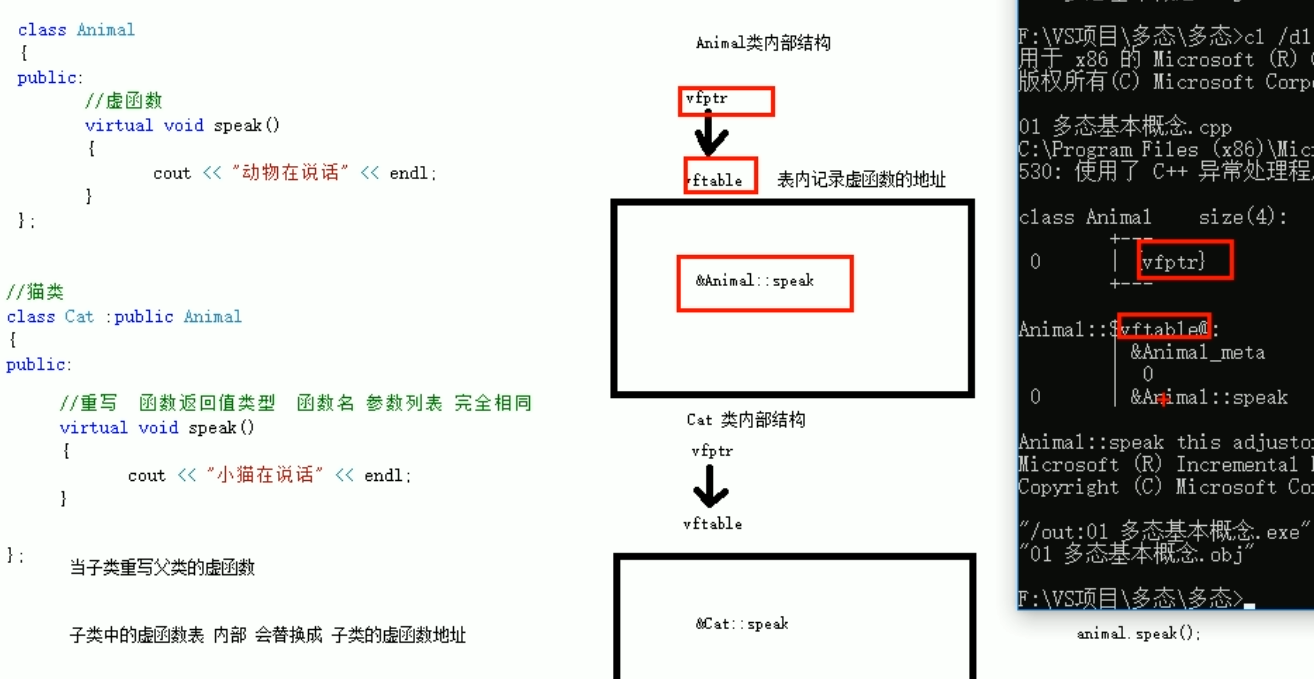 class Animal
{
public:
//虚函数
virtual void speak()
{
cout << "动物在说话" << endl;
}
};
//猫类
class Cat :public Animal
{
public:
//重写 函数返回值类型 函数名 参数列表 完全相同
virtual void speak()
{
cout << "小猫在说话" << endl;
}
};
当子类重写父类的虚函数
子类中的虚函数表 内部 会替换成 子类的虚函数地址
Animal类内部结构
vfptr
vftable 表内记录虚函数的地址
&Animal::speak
Cat 类内部结构
vfptr
vftable
&Cat::speak
F:\VS项目\多态\多态>cl /d1
用于 x86 的 Microsoft (R)
版权所有(C) Microsoft Corp
01 多态基本概念.cpp
C:\Program Files (x86)\Mic
530: 使用了 C++ 异常处理程
class Animal size(4):
+---
0 | {vfptr}
+---
Animal::$vftable@:
| &Animal_meta
| 0
0 | &Animal::speak
Animal::speak this adjusto
Microsoft (R) Incremental
Copyright (C) Microsoft Co
"/out:01 多态基本概念.exe"
"01 多态基本概念.obj"
F:\VS项目\多态\多态>
animal.speak();